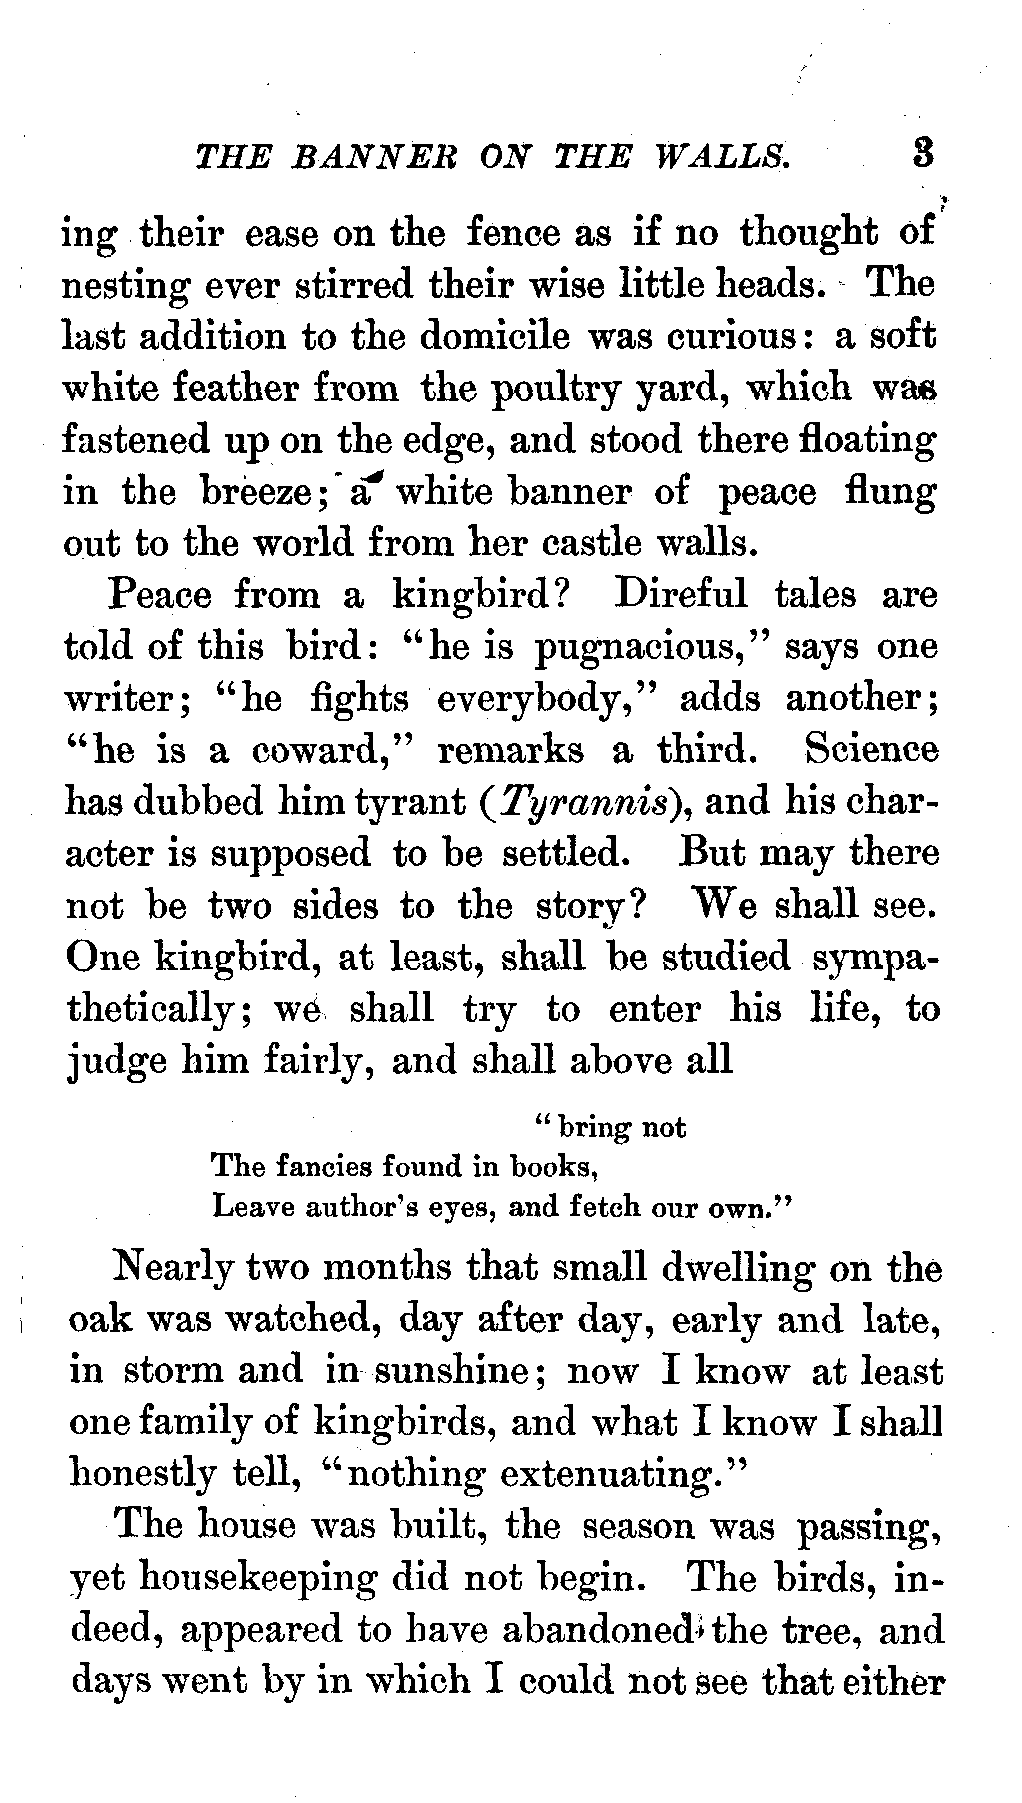 THE BANNER ON THE WALLS. 3
ing their ease on the fence as if no thought of
nesting ever stirred their wise little heads. The
last addition to the domicile was curious: a soft
white feather from the poultry yard, which was
fastened up on the edge, and stood there floating
in the breeze; a white banner of peace flung
out to the world from her castle walls.
Peace from a kingbird? Direful tales are
told of this bird: "he is pugnacious," says one
writer; "he fights everybody," adds another;
"he is a coward," remarks a third. Science
has dubbed him tyrant (Tyrannis), and his char-
acter is supposed to be settled. But may there
not be two sides to the story? We shall see.
One kingbird, at least, shall be studied sympa-
thetically; we shall try to enter his life, to
judge him fairly, and shall above all
"bring not
The fancies found in books,
Leave author's eyes, and fetch our own."
Nearly two months that small dwelling on the
oak was watched, day after day, early and late,
in storm and in sunshine; now I know at least
one family of kingbirds, and what I know I shall
honestly tell, "nothing extenuating."
The house was built, the season was passing,
yet housekeeping did not begin. The birds, in-
deed, appeared to have abandoned the tree, and
days went by in which I could not see that either